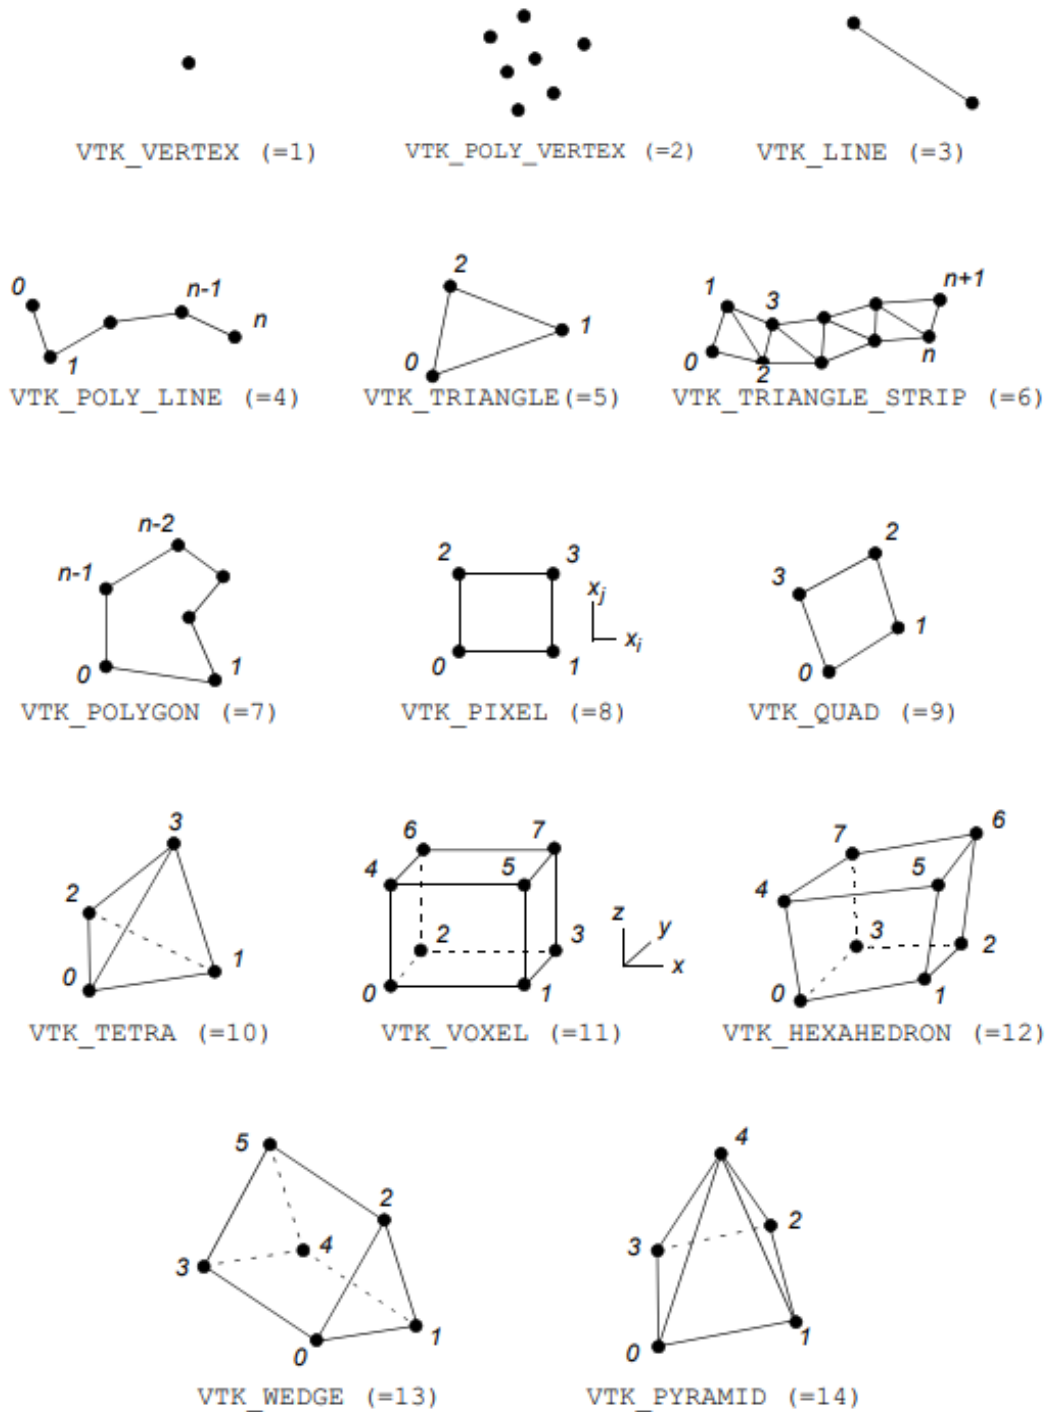 VTK_VERTEX (=1)
VTK_POLY_VERTEX (=2)
VTK_LINE (=3)
0
1
n-1
n
VTK_POLY_LINE (=4)
2
1
0
VTK_TRIANGLE(=5)
1
3
n+1
0
2
n
VTK_TRIANGLE_STRIP (=6)
n-2
n-1
0
1
VTK_POLYGON (=7)
2
3
0
1
xj
xi
VTK_PIXEL (=8)
2
3
1
0
VTK_QUAD (=9)
3
2
0
1
VTK_TETRA (=10)
6
7
4
5
2
3
0
1
z
y
x
VTK_VOXEL (=11)
6
7
5
4
3
2
0
1
VTK_HEXAHEDRON (=12)
5
2
4
3
0
1
VTK_WEDGE (=13)
4
2
3
0
1
VTK_PYRAMID (=14)